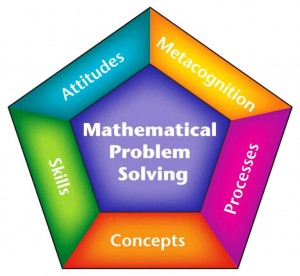 Attitudes
Metacognition
Mathematical
Problem
Solving
Skills
Processes
Concepts